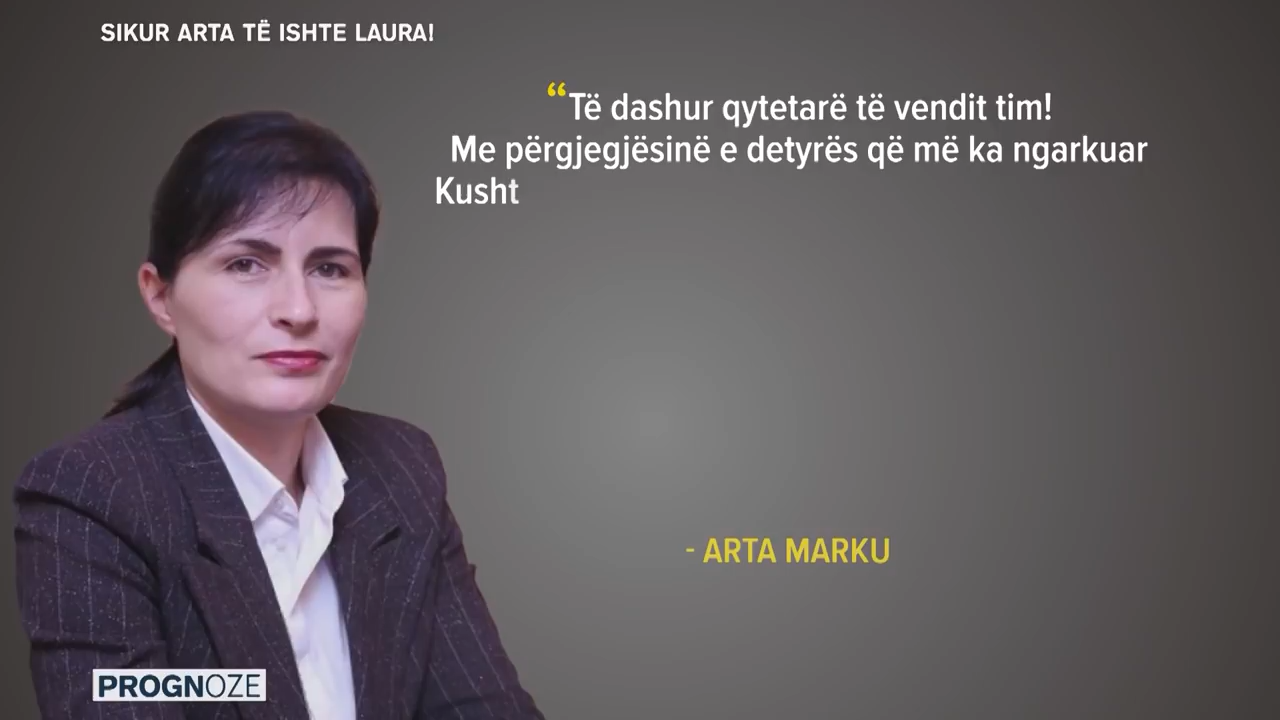 SIKUR ARTA TË ISHTE LAURA!
“Të dashur qytetarë të vendit tim!
Me përgjegjësinë e detyrës që më ka ngarkuar
Kusht
- ARTA MARKU
PROGNOZE